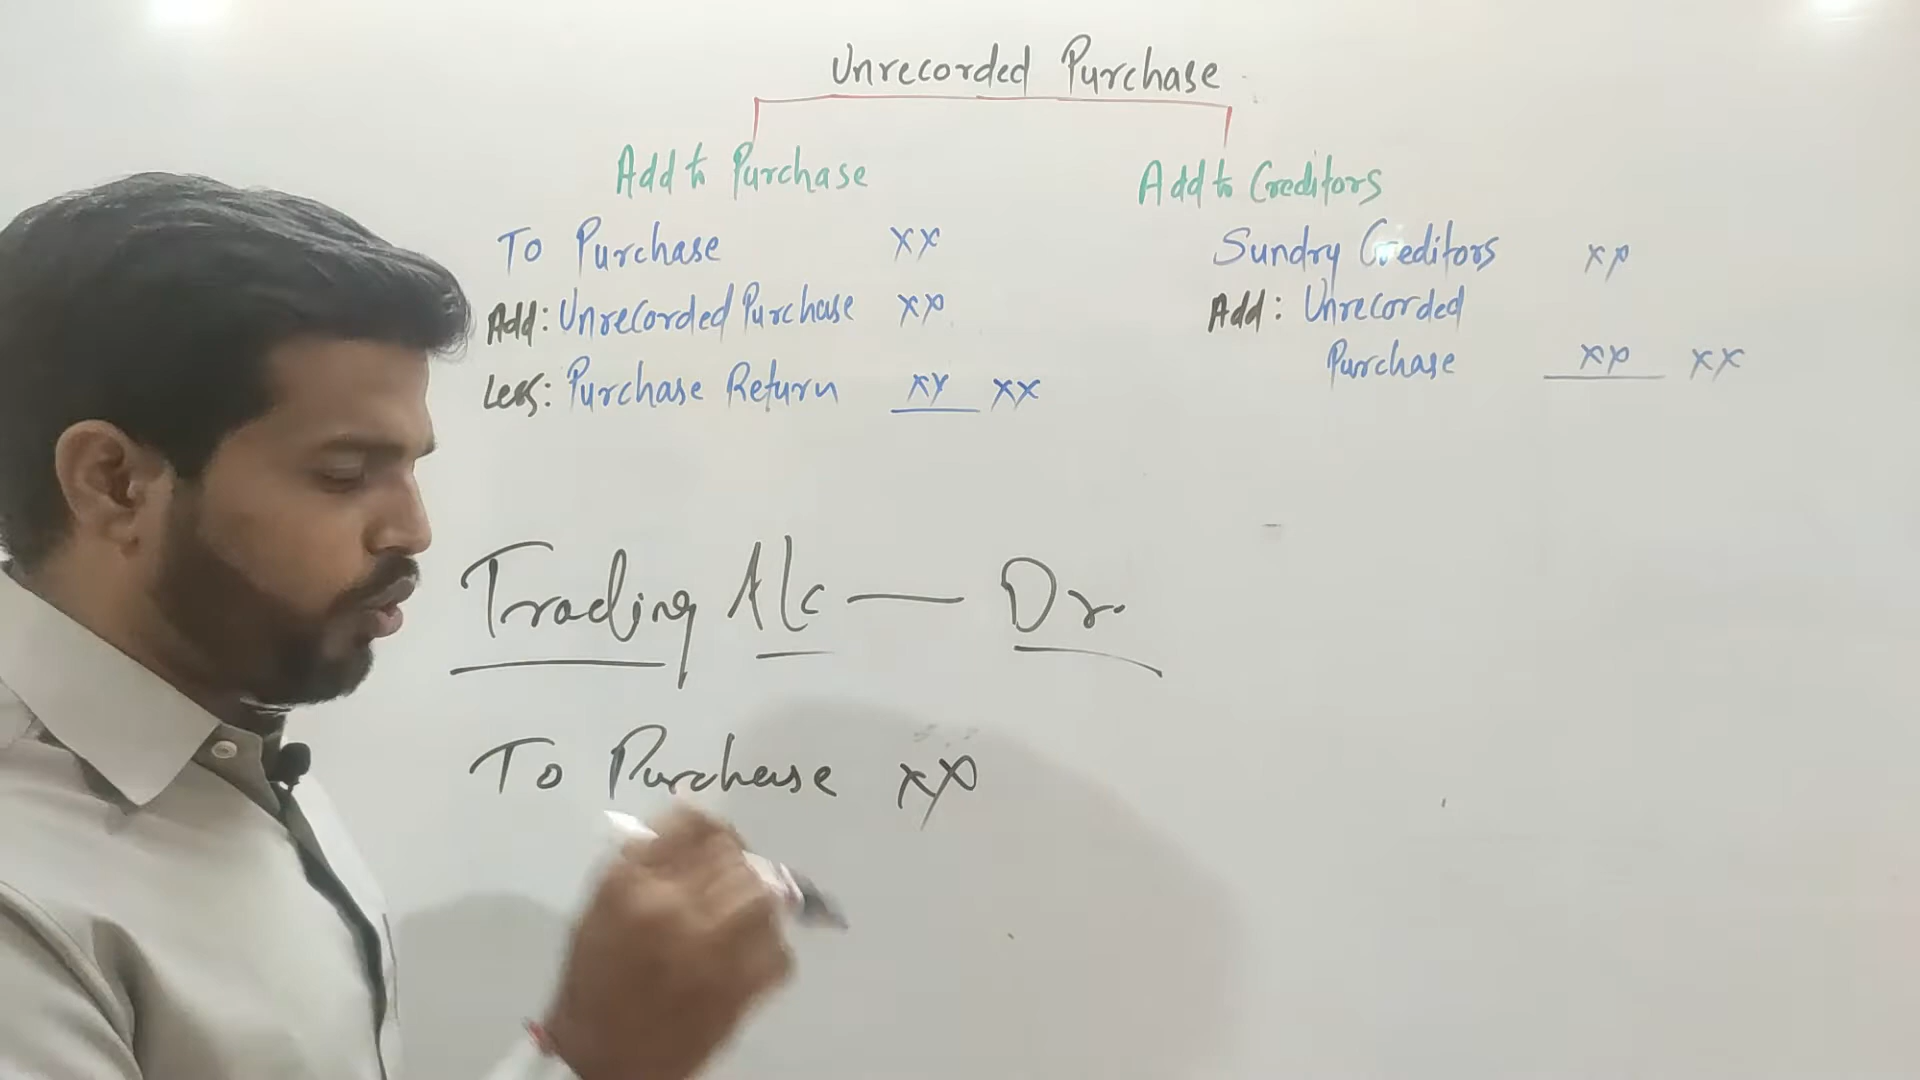 Unrecorded Purchase
Add to Purchase
To Purchase xx
Add: Unrecorded Purchase xx
Less: Purchase Return xx xx
Add to Creditors
Sundry Creditors xx
Add: Unrecorded
Purchase xx xx
Trading A/c — Dr.
To Purchase xx